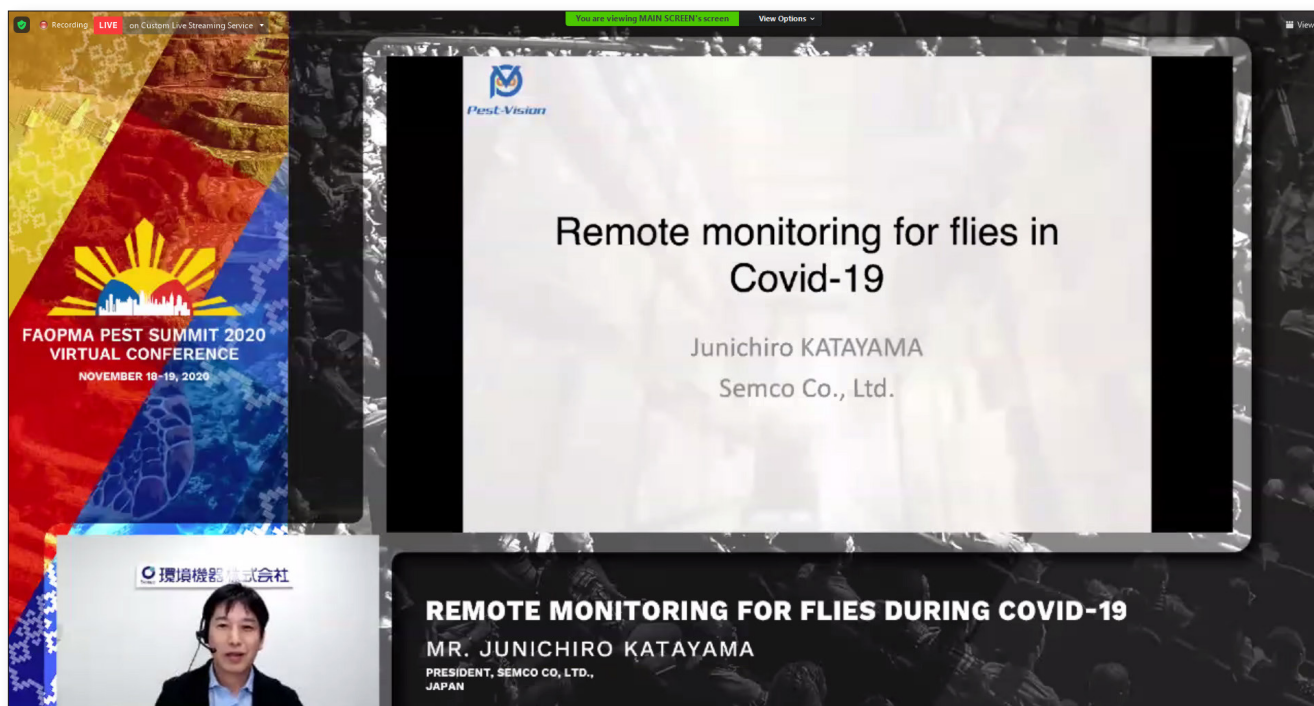 Recording
LIVE
on Custom Live Streaming Service
You are viewing MAIN SCREEN's screen
View Options
View
Pest-Vision
Remote monitoring for flies in
Covid-19
Junichiro KATAYAMA
Semco Co., Ltd.
FAOPMA PEST SUMMIT 2020
VIRTUAL CONFERENCE
NOVEMBER 18-19, 2020
環境機器株式会社
REMOTE MONITORING FOR FLIES DURING COVID-19
MR. JUNICHIRO KATAYAMA
PRESIDENT, SEMCO CO, LTD.,
JAPAN